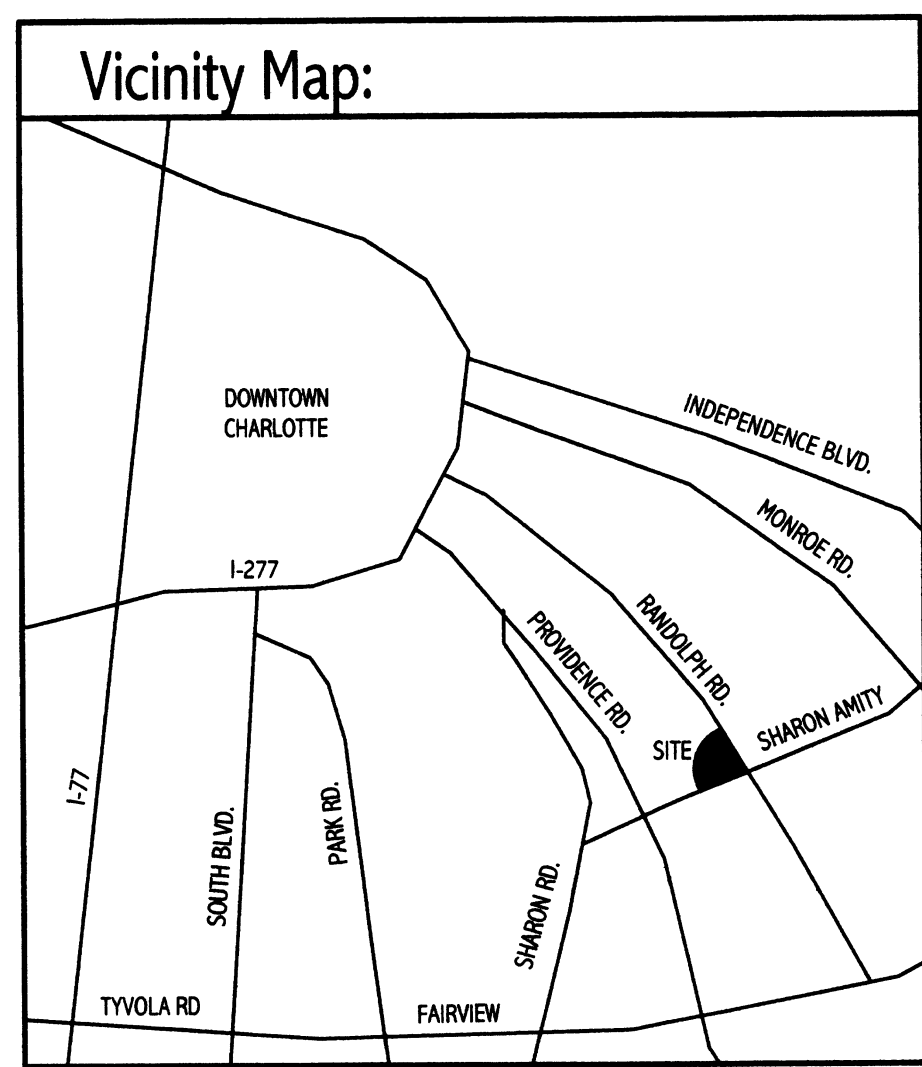 Vicinity Map:
DOWNTOWN
CHARLOTTE
INDEPENDENCE BLVD.
MONROE RD.
I-277
RANDOLPH RD.
PROVIDENCE RD.
SHARON AMITY
SITE
I-77
PARK RD.
SOUTH BLVD.
SHARON RD.
TYVOLA RD
FAIRVIEW